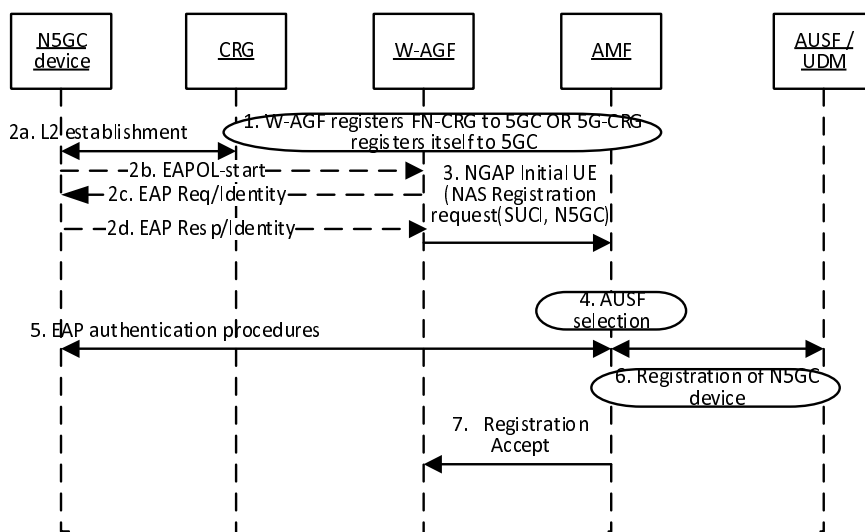 N5GC
device
CRG
W-AGF
AMF
AUSF /
UDM
1. W-AGF registers FN-CRG to 5GC OR 5G-CRG
registers itself to 5GC
2a. L2 establishment
2b. EAPOL-start
2c. EAP Req/Identity
2d. EAP Resp/Identity
3. NGAP Initial UE
(NAS Registration
request(SUCI, N5GC)
4. AUSF
selection
5. EAP authentication procedures
6. Registration of N5GC
device
7. Registration
Accept